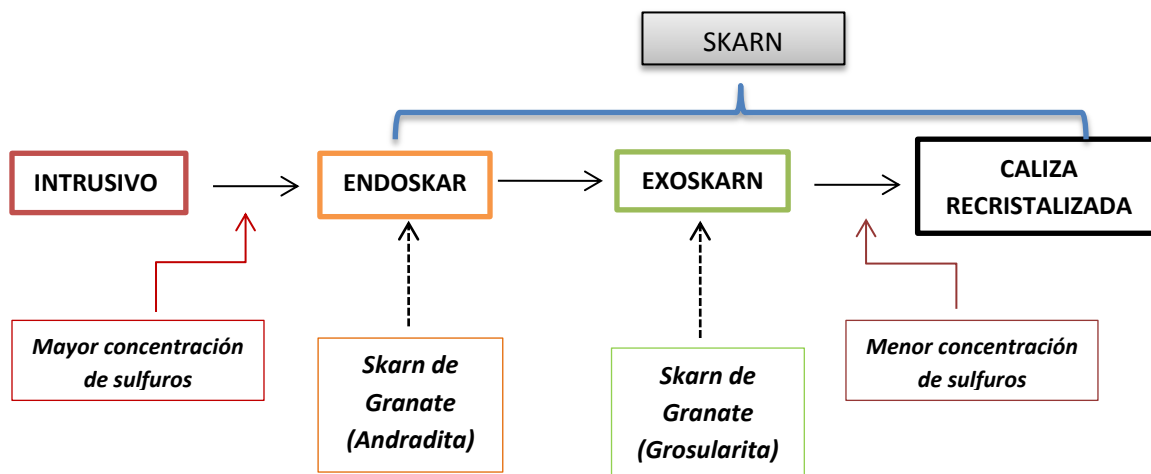 SKARN
INTRUSIVO
ENDOSKAR
EXOSKARN
CALIZA
RECRISTALIZADA
Mayor concentración
de sulfuros
Skarn de
Granate
(Andradita)
Skarn de
Granate
(Grosularita)
Menor concentración
de sulfuros